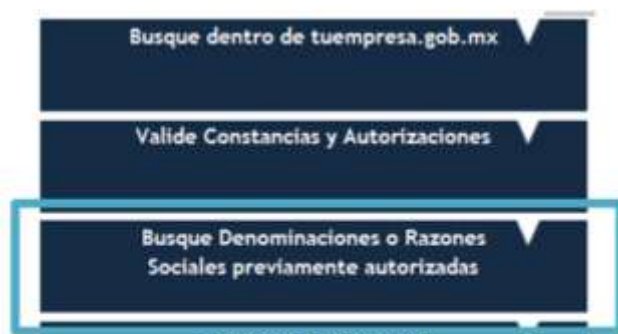 Busque dentro de tuempresa.gob.mx
Valide Constancias y Autorizaciones
Busque Denominaciones o Razones
Sociales previamente autorizadas